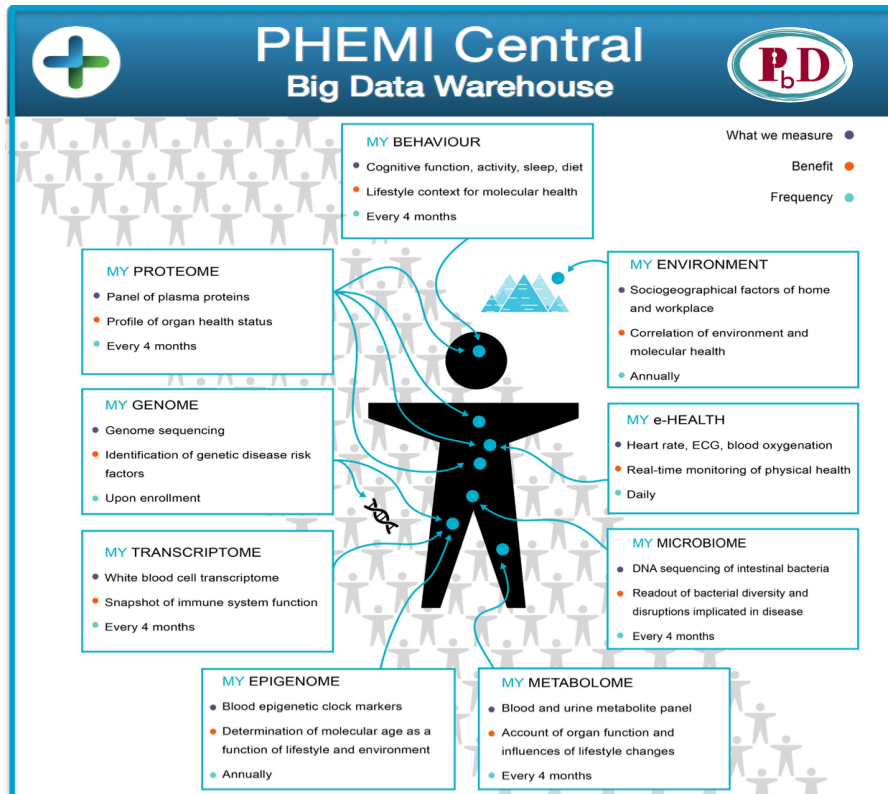 PHEMI Central
Big Data Warehouse
PbD
What we measure
Benefit
Frequency
MY BEHAVIOUR
Cognitive function, activity, sleep, diet
Lifestyle context for molecular health
Every 4 months
MY PROTEOME
Panel of plasma proteins
Profile of organ health status
Every 4 months
MY ENVIRONMENT
Sociogeographical factors of home
and workplace
Correlation of environment and
molecular health
Annually
MY GENOME
Genome sequencing
Identification of genetic disease risk
factors
Upon enrollment
MY e-HEALTH
Heart rate, ECG, blood oxygenation
Real-time monitoring of physical health
Daily
MY TRANSCRIPTOME
White blood cell transcriptome
Snapshot of immune system function
Every 4 months
MY MICROBIOME
DNA sequencing of intestinal bacteria
Readout of bacterial diversity and
disruptions implicated in disease
Every 4 months
MY EPIGENOME
Blood epigenetic clock markers
Determination of molecular age as a
function of lifestyle and environment
Annually
MY METABOLOME
Blood and urine metabolite panel
Account of organ function and
influences of lifestyle changes
Every 4 months